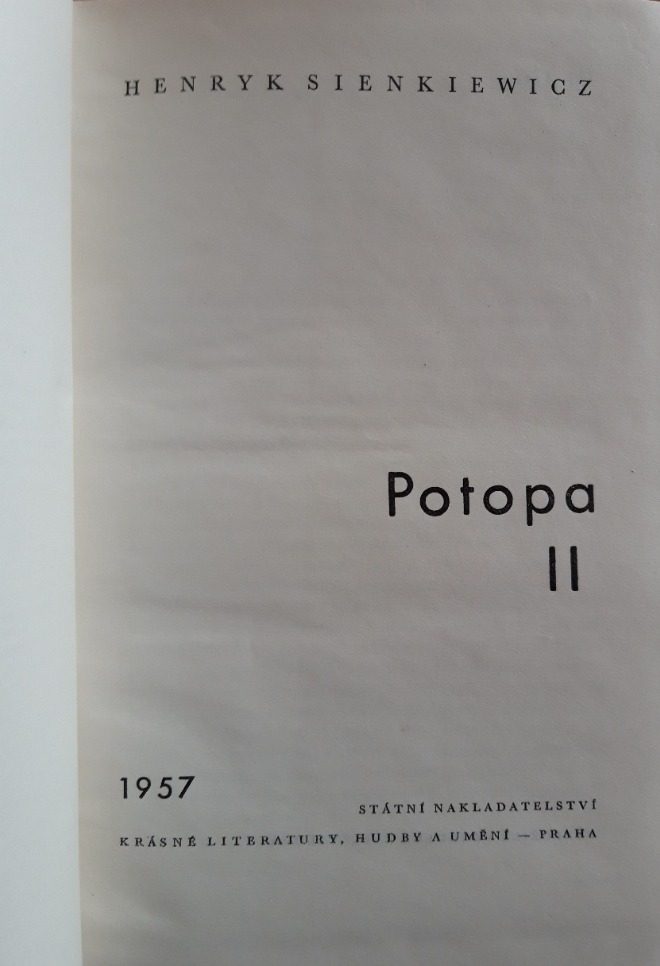 HENRYK SIENKIEWICZ
Potopa
II
1957
STÁTNÍ NAKLADATELSTVÍ
KRÁSNÉ LITERATURY, HUDBY A UMĚNÍ — PRAHA